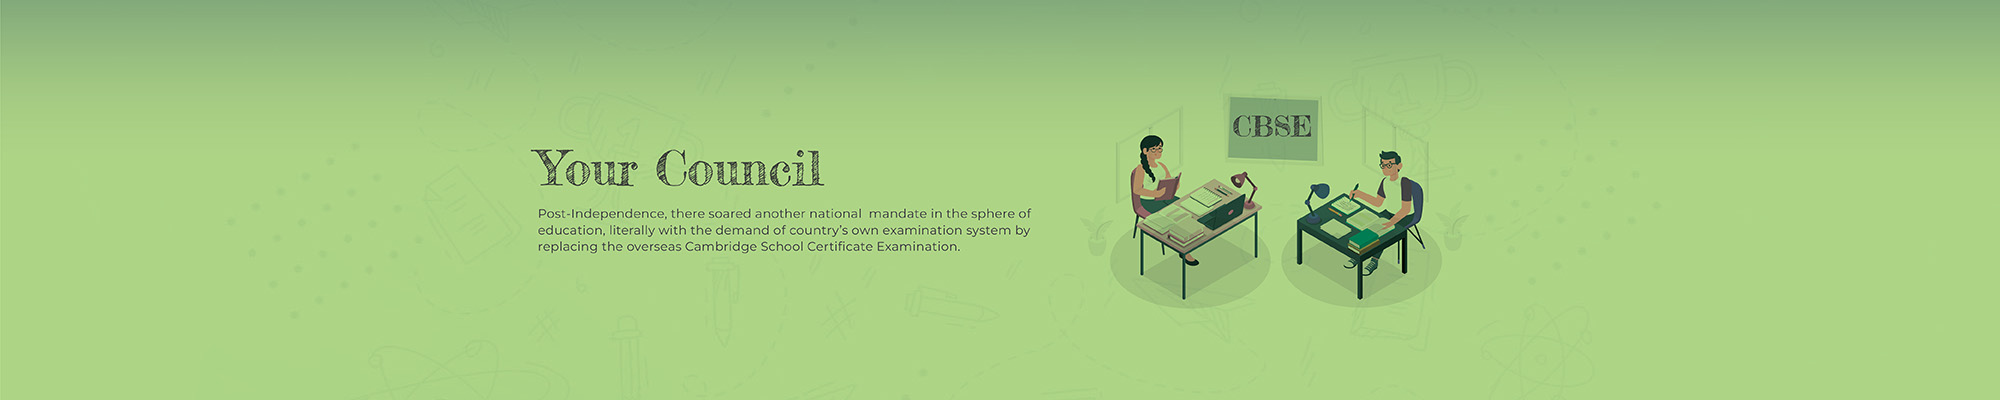 CBSE
Your Council
Post-Independence, there soared another national  mandate in the sphere of
education, literally with the demand of country's own examination system by
replacing the overseas Cambridge School Certificate Examination.